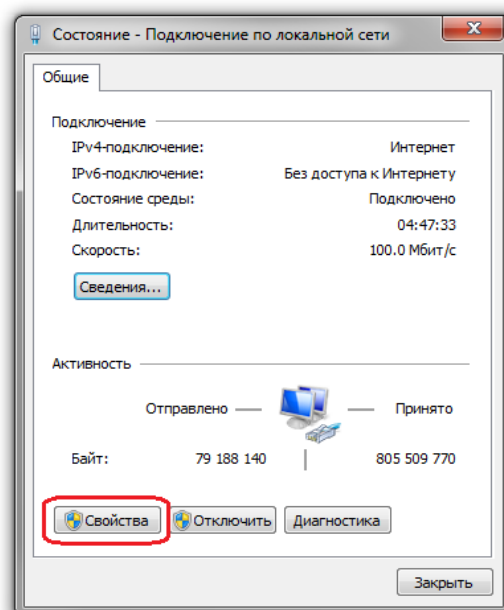 Состояние - Подключение по локальной сети
Общие
Подключение
IPv4-подключение: Интернет
IPv6-подключение: Без доступа к Интернету
Состояние среды: Подключено
Длительность: 04:47:33
Скорость: 100.0 Мбит/с
Сведения...
Активность
Отправлено — — Принято
Байт: 79 188 140 | 805 509 770
Свойства Отключить Диагностика
Закрыть